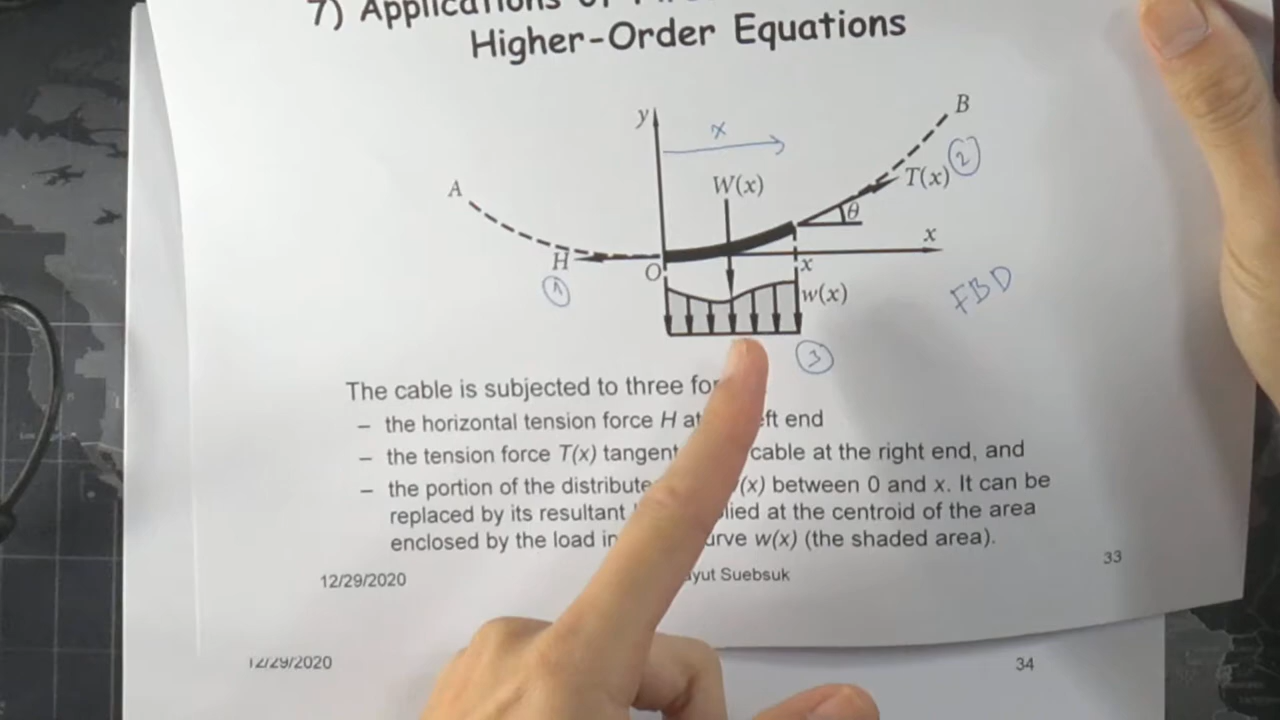 7) Applications of
Higher-Order Equations
y
x
B
A
W(x)
T(x)
2
θ
x
H
O
x
1
w(x)
FBD
3
The cable is subjected to three
– the horizontal tension force H at ft end
– the tension force T(x) tangent cable at the right end, and
– the portion of the distribute (x) between 0 and x. It can be
replaced by its resultant lied at the centroid of the area
enclosed by the load in urve w(x) (the shaded area).
33
12/29/2020
yut Suebsuk
12/29/2020
34